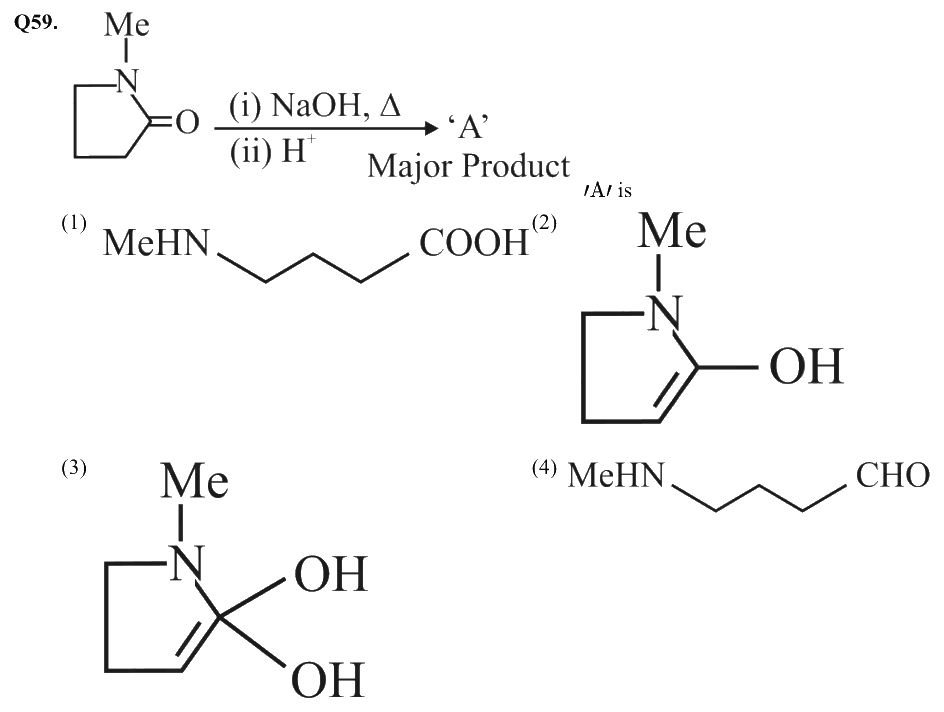 Q59.
Me
N
O
(i) NaOH, Δ
(ii) H⁺
'A'
Major Product
'A' is
(1) MeHN COOH
(2)
Me
N
OH
(3)
Me
N
OH
OH
(4) MeHN CHO